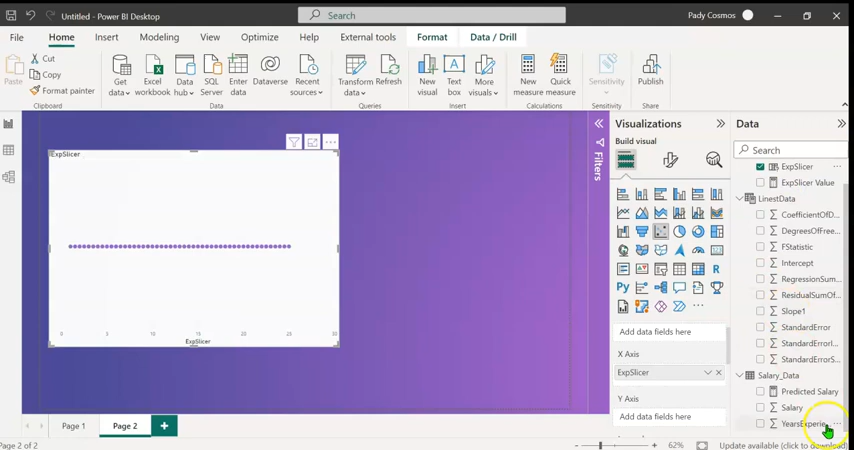 Untitled - Power BI Desktop
Search
Pady Cosmos
File
Home
Insert
Modeling
View
Optimize
Help
External tools
Format
Data / Drill
Paste
Cut
Copy
Format painter
Clipboard
Get data
Excel workbook
Data hub
SQL Server
Enter data
Dataverse
Recent sources
Data
Transform data
Refresh
Queries
New visual
Text box
More visuals
Insert
New measure
Quick measure
Calculations
Sensitivity
Sensitivity
Publish
Share
ExpSlicer
0
5
10
15
20
25
30
ExpSlicer
Filters
Visualizations
Build visual
Py
R
Add data fields here
X Axis
ExpSlicer
Y Axis
Add data fields here
Data
Search
ExpSlicer
ExpSlicer Value
LinestData
CoefficientOfD...
DegreesOfFree...
FStatistic
Intercept
RegressionSum...
ResidualSumOf...
Slope1
StandardError
StandardErrorI...
StandardErrorS...
Salary_Data
Predicted Salary
Salary
YearsExperie...
Page 1
Page 2
Page 2 of 2
62%
Update available (click to download)